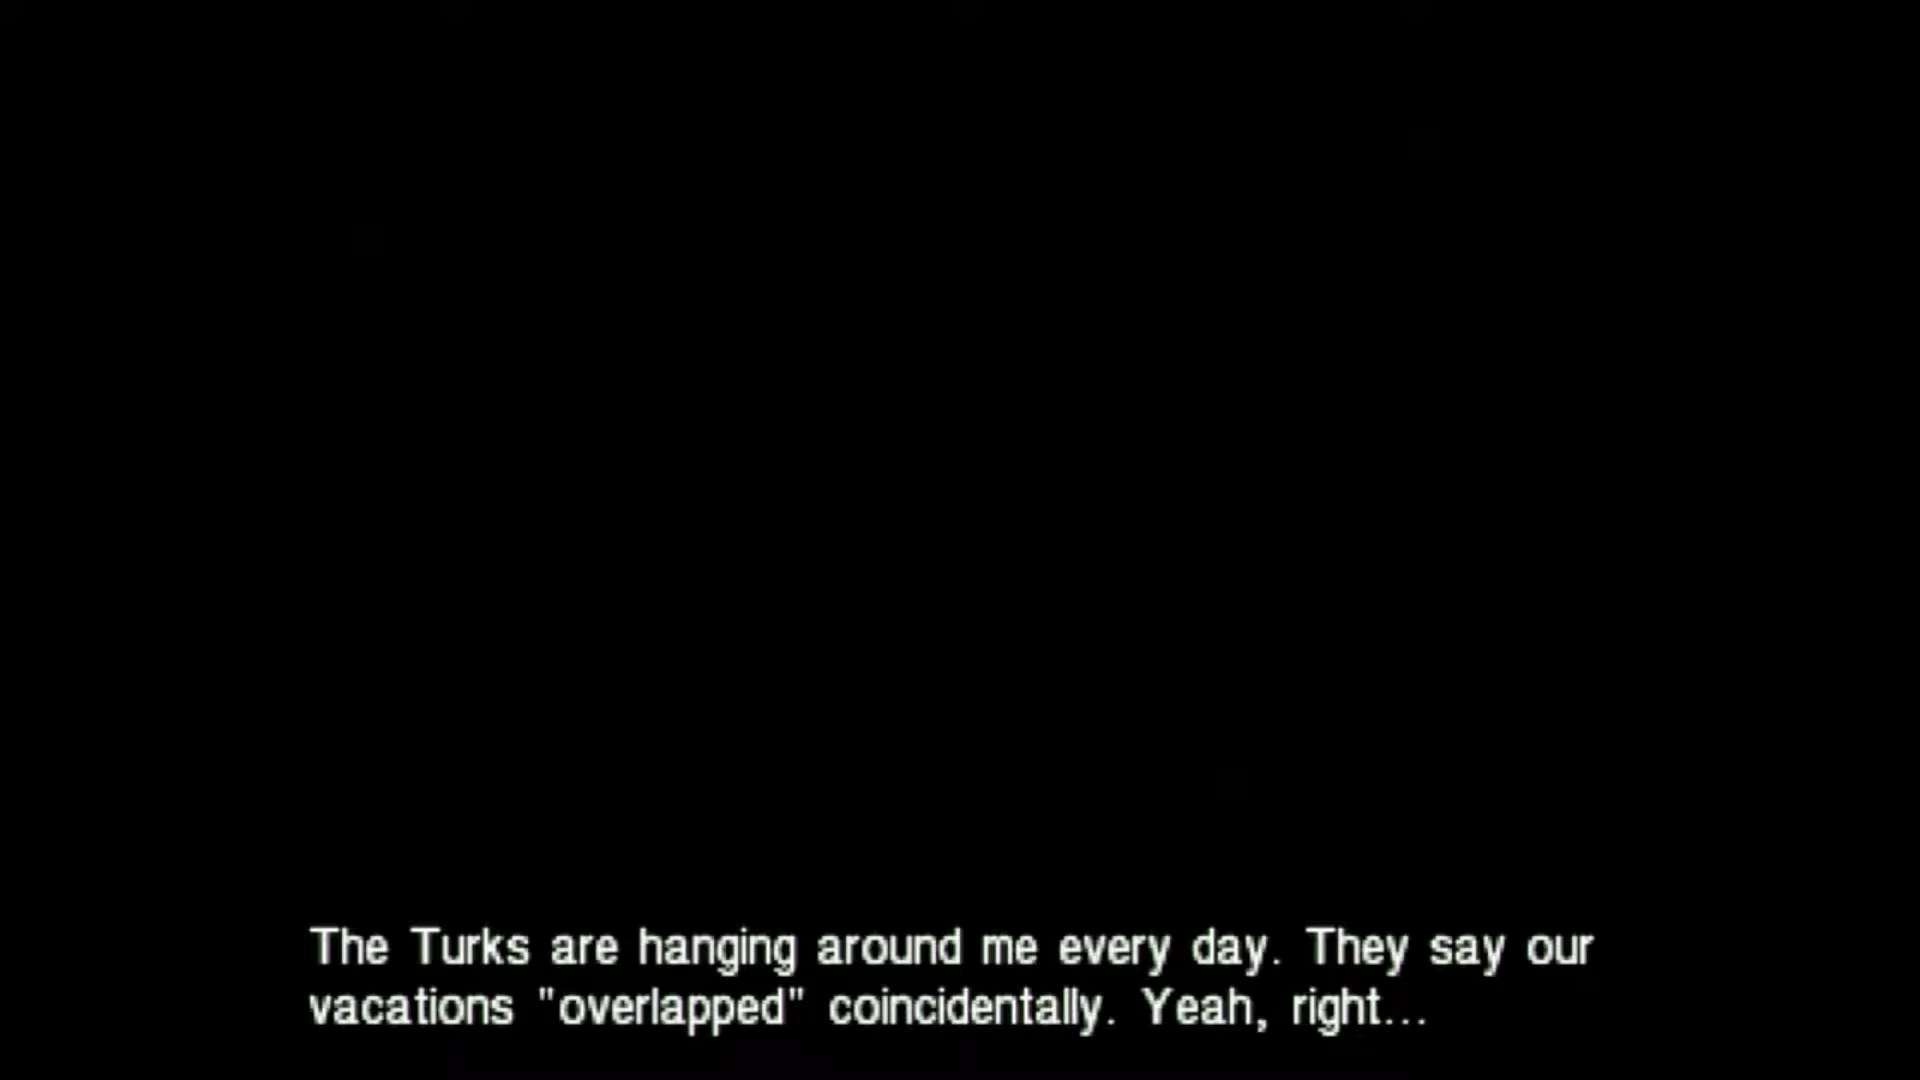 The Turks are hanging around me every day. They say our
vacations "overlapped" coincidentally. Yeah, right...